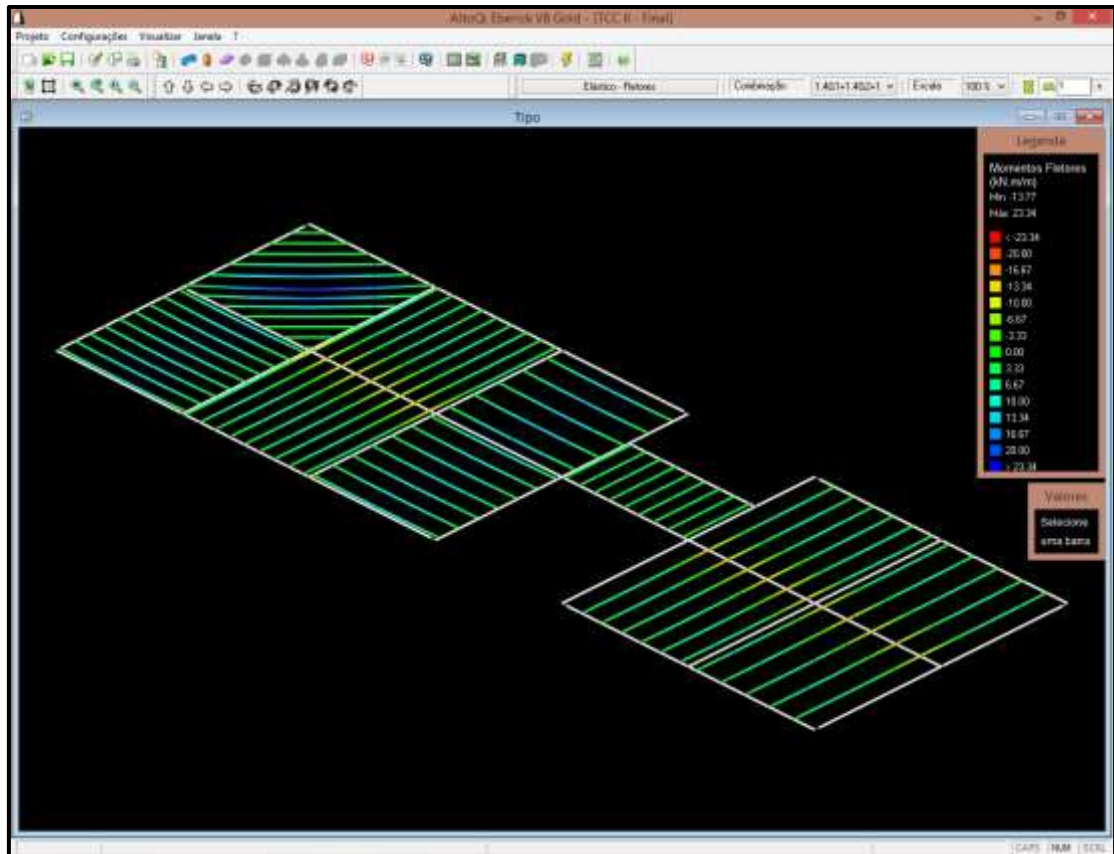 AltoQi Eberick V8 Gold - [TCC II - Final]
Projeto Configurações Visualizar Janela ?
Elástico - Fletores Combinação Escala 100 %
Tipo
Legenda
Momentos Fletores
(kN.m/m)
Mín: -13.77
Máx: 23.34
< -23.34
-20.00
-16.67
-13.34
-10.00
-6.67
-3.33
0.00
3.33
6.67
10.00
13.34
16.67
20.00
> 23.34
Valores
Selecione
uma barra
CAPS NUM SCRL